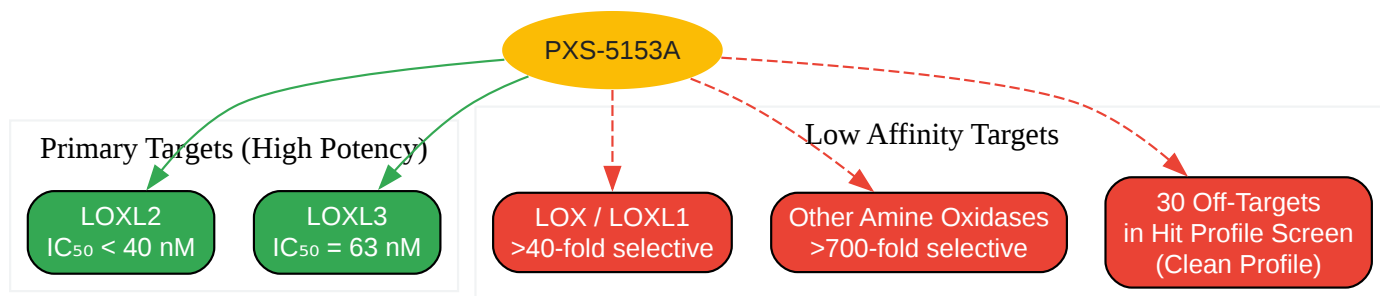 PXS-5153A
Primary Targets (High Potency)
Low Affinity Targets
LOXL2
IC₅₀ < 40 nM
LOXL3
IC₅₀ = 63 nM
LOX / LOXL1
>40-fold selective
Other Amine Oxidases
>700-fold selective
30 Off-Targets
in Hit Profile Screen
(Clean Profile)